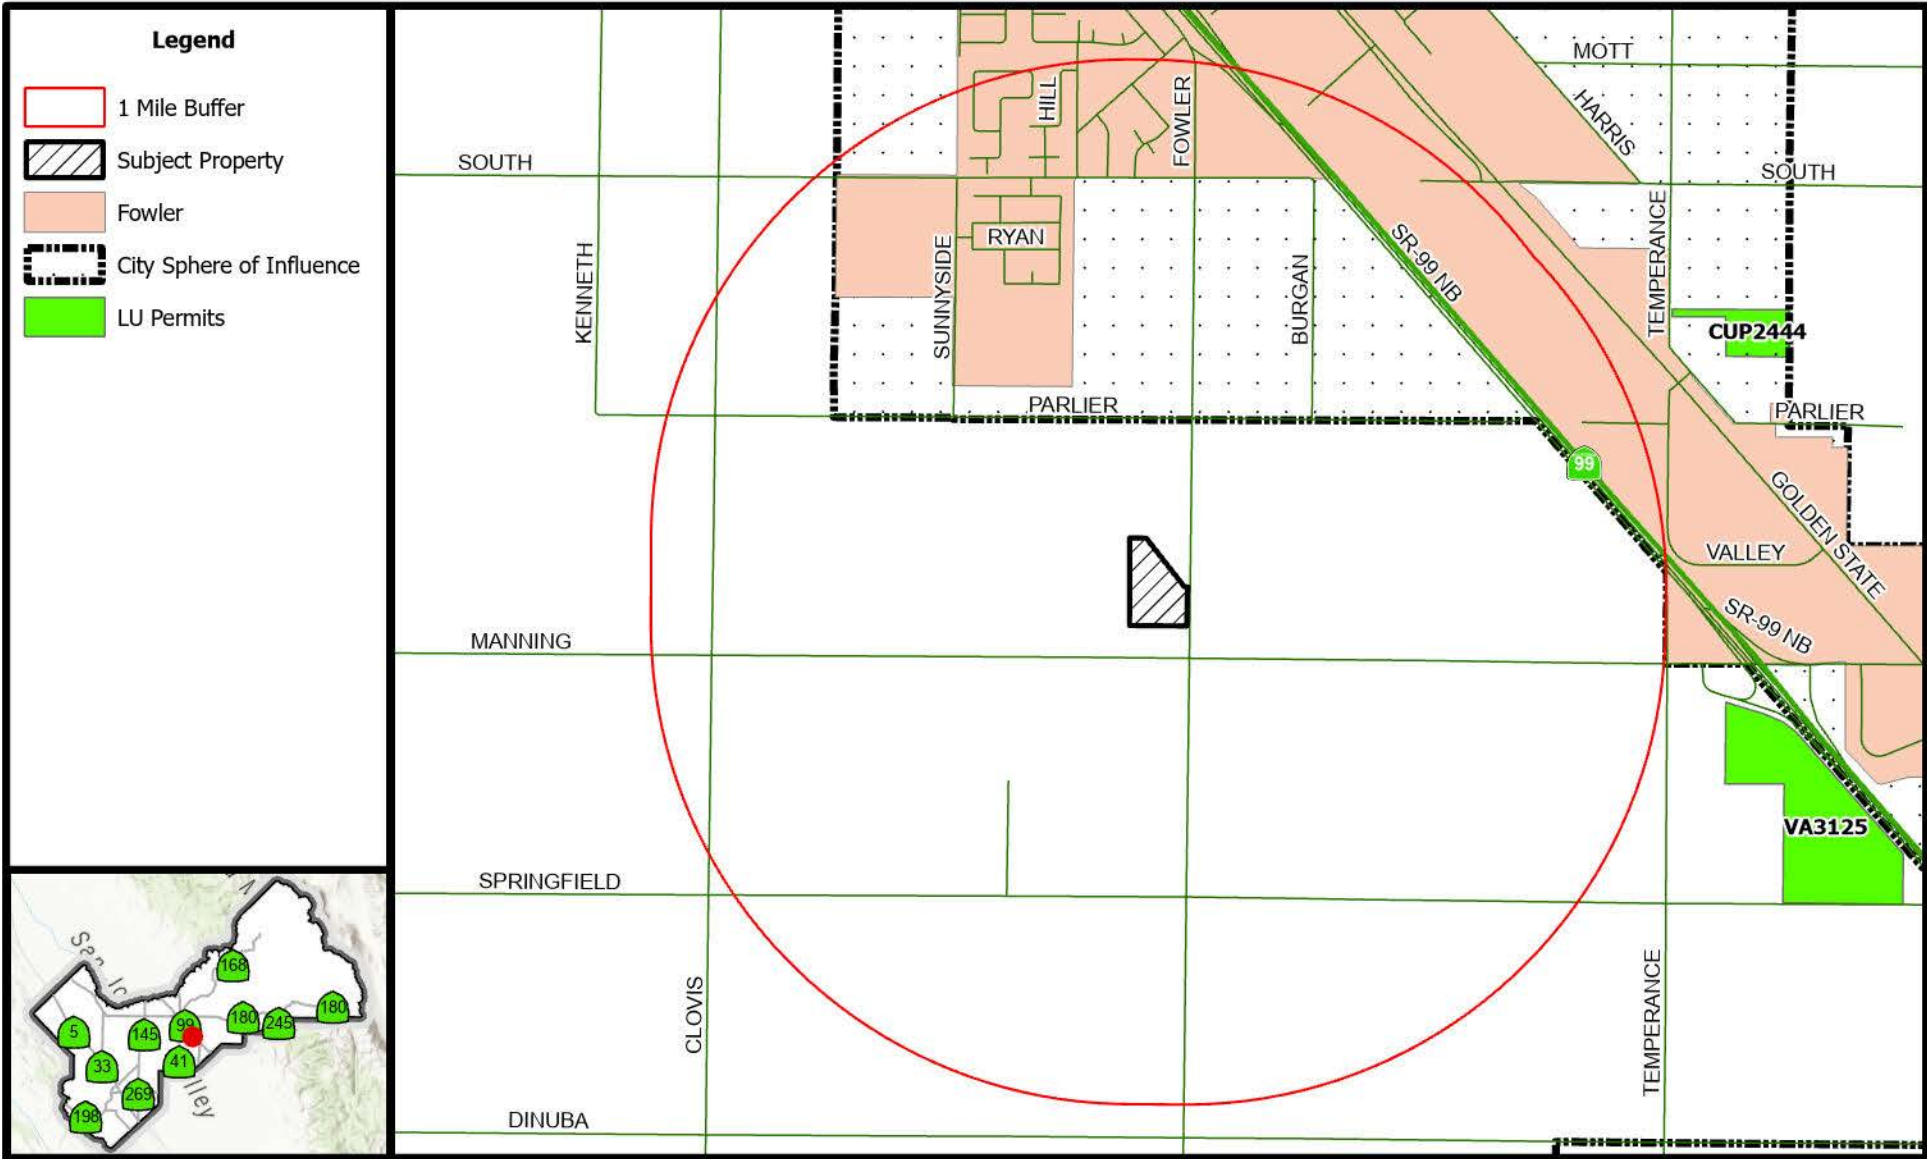 Legend
1 Mile Buffer
Subject Property
Fowler
City Sphere of Influence
LU Permits
MOTT
HARRIS
HILL
FOWLER
SOUTH
SOUTH
TEMPERANCE
RYAN
KENNETH
SUNNYSIDE
BURGAN
SR-99 NB
CUP2444
PARLIER
PARLIER
99
GOLDEN STATE
VALLEY
SR-99 NB
MANNING
VA3125
SPRINGFIELD
CLOVIS
TEMPERANCE
DINUBA
168
180
180
245
99
145
5
41
33
269
198
lley